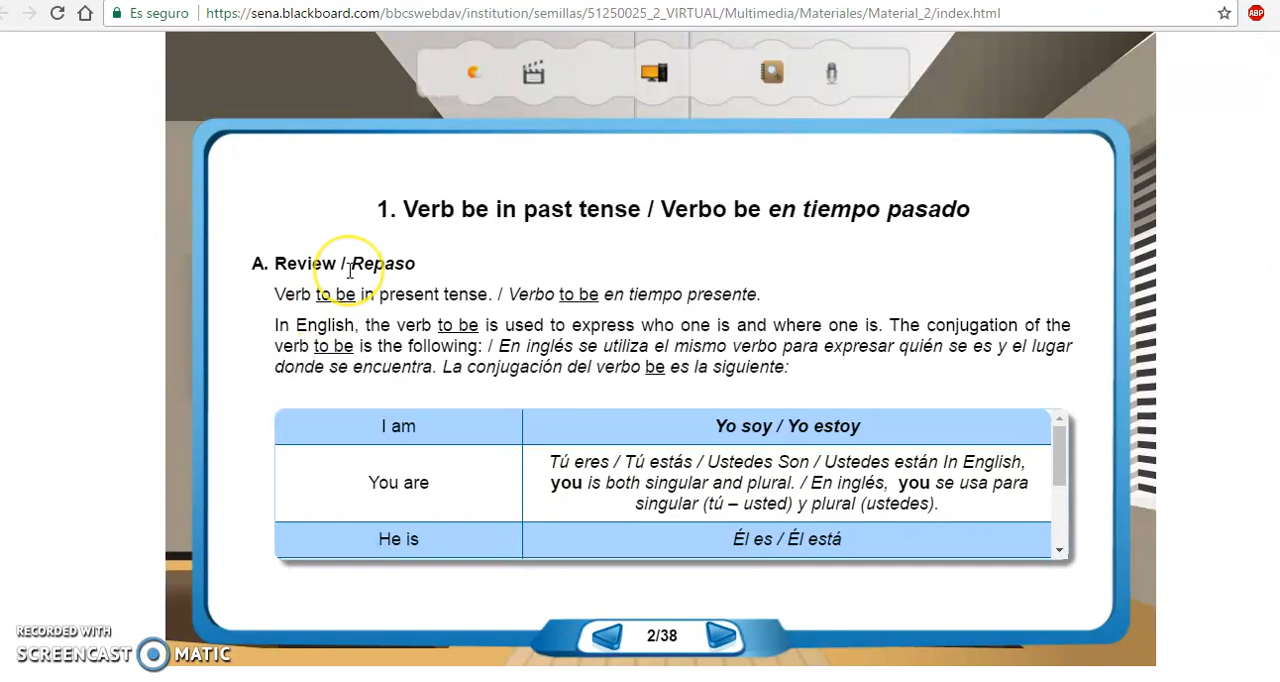 Es seguro https://sena.blackboard.com/bbcswebdav/institution/semillas/51250025_2_VIRTUAL/Multimedia/Materiales/Material_2/index.html
ABP
1. Verb be in past tense / Verbo be en tiempo pasado
A. Review / Repaso
Verb to be in present tense. / Verbo to be en tiempo presente.
In English, the verb to be is used to express who one is and where one is. The conjugation of the
verb to be is the following: / En inglés se utiliza el mismo verbo para expresar quién se es y el lugar
donde se encuentra. La conjugación del verbo be es la siguiente:
I am Yo soy / Yo estoy
Tú eres / Tú estás / Ustedes Son / Ustedes están In English,
You are you is both singular and plural. / En inglés, you se usa para
singular (tú – usted) y plural (ustedes).
He is Él es / Él está
2/38
RECORDED WITH
SCREENCAST MATIC